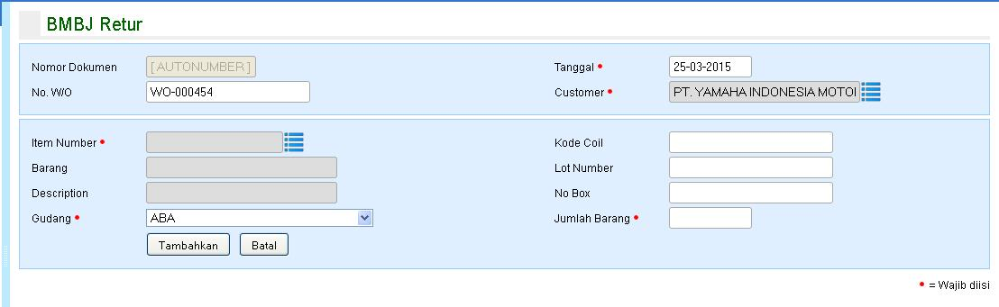 BMBJ Retur
Nomor Dokumen [ AUTONUMBER ] Tanggal • 25-03-2015
No. W/O WO-000454 Customer • PT. YAMAHA INDONESIA MOTOI
Item Number • Kode Coil
Barang Lot Number
Description No Box
Gudang • ABA Jumlah Barang •
Tambahkan Batal
• = Wajib diisi